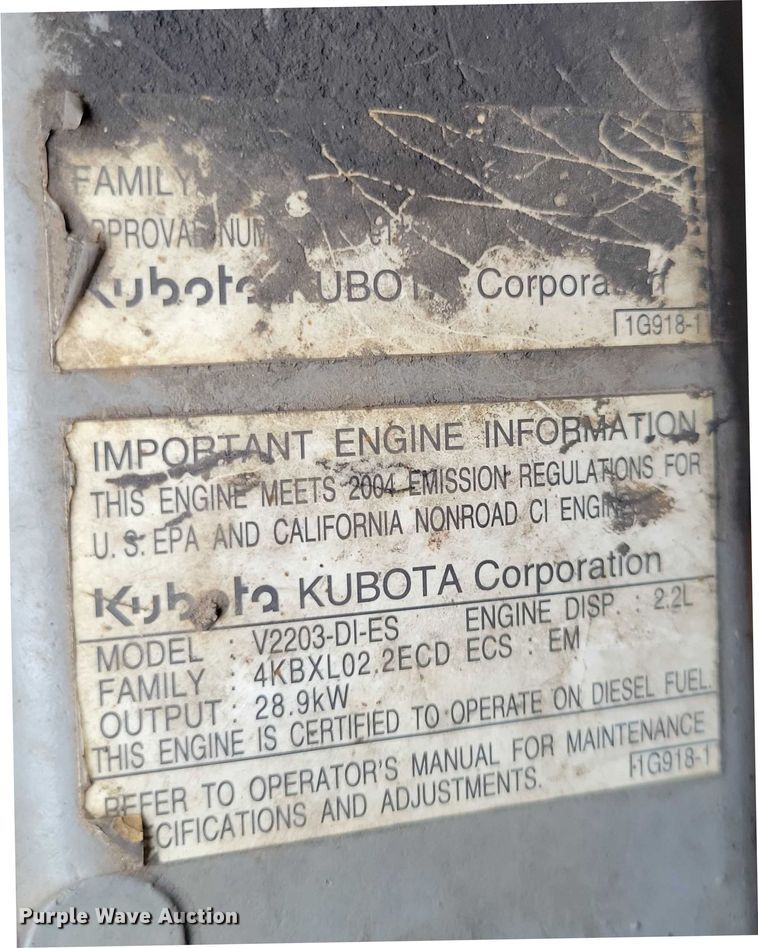 FAMILY
APPROVAL NUM
Kubota KUBOTA Corporation
1G918-1
IMPORTANT ENGINE INFORMATION
THIS ENGINE MEETS 2004 EMISSION REGULATIONS FOR
U. S. EPA AND CALIFORNIA NONROAD CI ENGINES.
Kubota KUBOTA Corporation
MODEL : V2203-DI-ES ENGINE DISP. : 2.2L
FAMILY : 4KBXL02.2ECD ECS : EM
OUTPUT : 28.9kW
THIS ENGINE IS CERTIFIED TO OPERATE ON DIESEL FUEL.
REFER TO OPERATOR'S MANUAL FOR MAINTENANCE
SPECIFICATIONS AND ADJUSTMENTS.
1G918-1
Purple Wave Auction